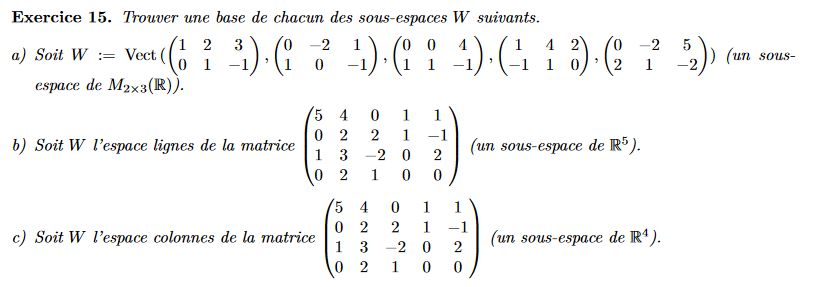 Exercice 15. Trouver une base de chacun des sous-espaces W suivants.
a) Soit W := Vect ( \begin{pmatrix} 1 & 2 & 3 \\ 0 & 1 & -1 \end{pmatrix}, \begin{pmatrix} 0 & -2 & 1 \\ 1 & 0 & -1 \end{pmatrix}, \begin{pmatrix} 0 & 0 & 4 \\ 1 & 1 & -1 \end{pmatrix}, \begin{pmatrix} 1 & 4 & 2 \\ -1 & 1 & 0 \end{pmatrix}, \begin{pmatrix} 0 & -2 & 5 \\ 2 & 1 & -2 \end{pmatrix} ) (un sous-
espace de M_{2×3}(ℝ)).
b) Soit W l'espace lignes de la matrice \begin{pmatrix} 5 & 4 & 0 & 1 & 1 \\ 0 & 2 & 2 & 1 & -1 \\ 1 & 3 & -2 & 0 & 2 \\ 0 & 2 & 1 & 0 & 0 \end{pmatrix} (un sous-espace de ℝ^5).
c) Soit W l'espace colonnes de la matrice \begin{pmatrix} 5 & 4 & 0 & 1 & 1 \\ 0 & 2 & 2 & 1 & -1 \\ 1 & 3 & -2 & 0 & 2 \\ 0 & 2 & 1 & 0 & 0 \end{pmatrix} (un sous-espace de ℝ^4).